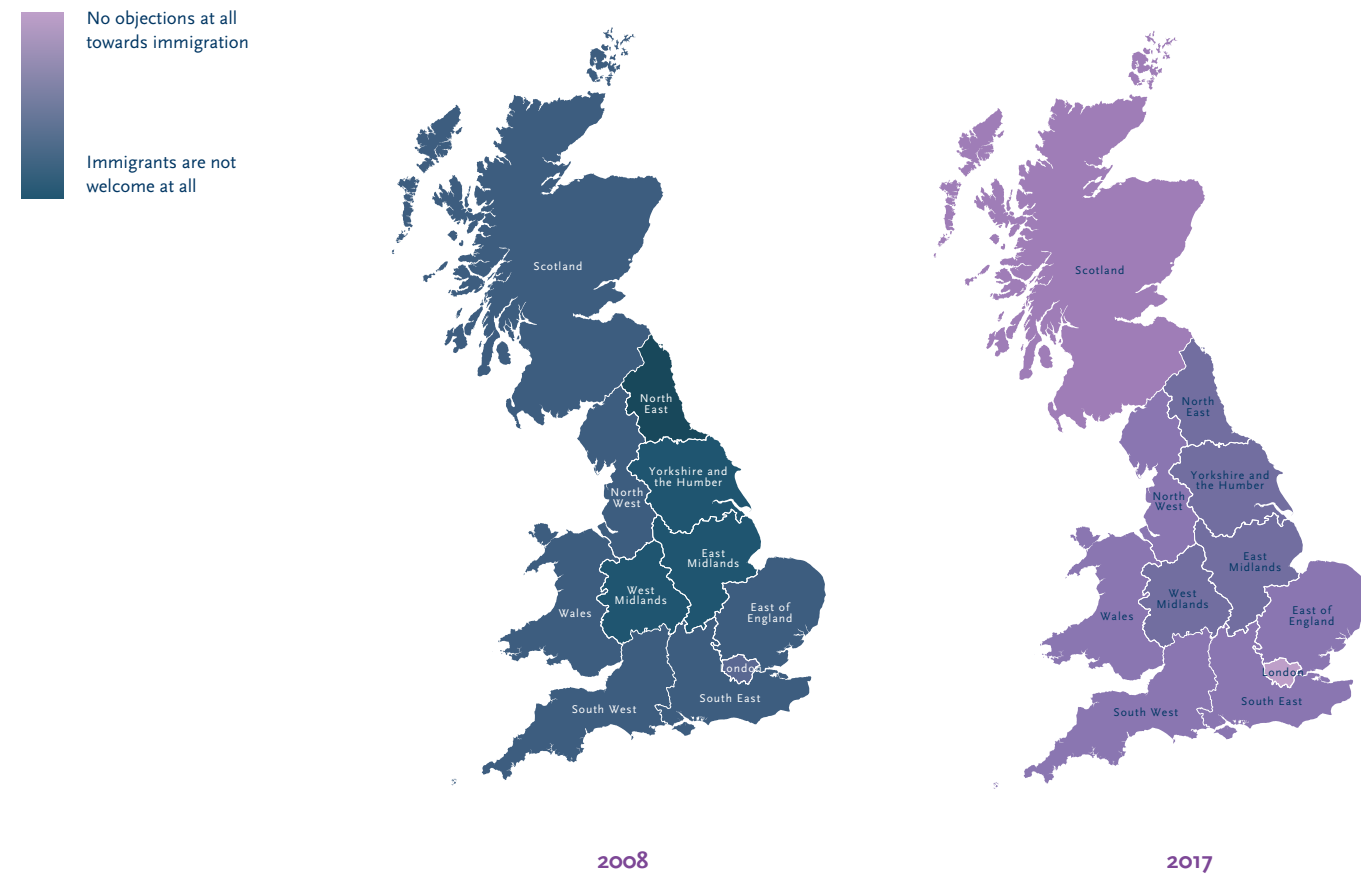 No objections at all
towards immigration
Immigrants are not
welcome at all
Scotland
North
East
Yorkshire and
the Humber
North
West
East
Midlands
West
Midlands
Wales
East of
England
London
South East
South West
2008
Scotland
North
East
Yorkshire and
the Humber
North
West
East
Midlands
West
Midlands
Wales
East of
England
London
South East
South West
2017